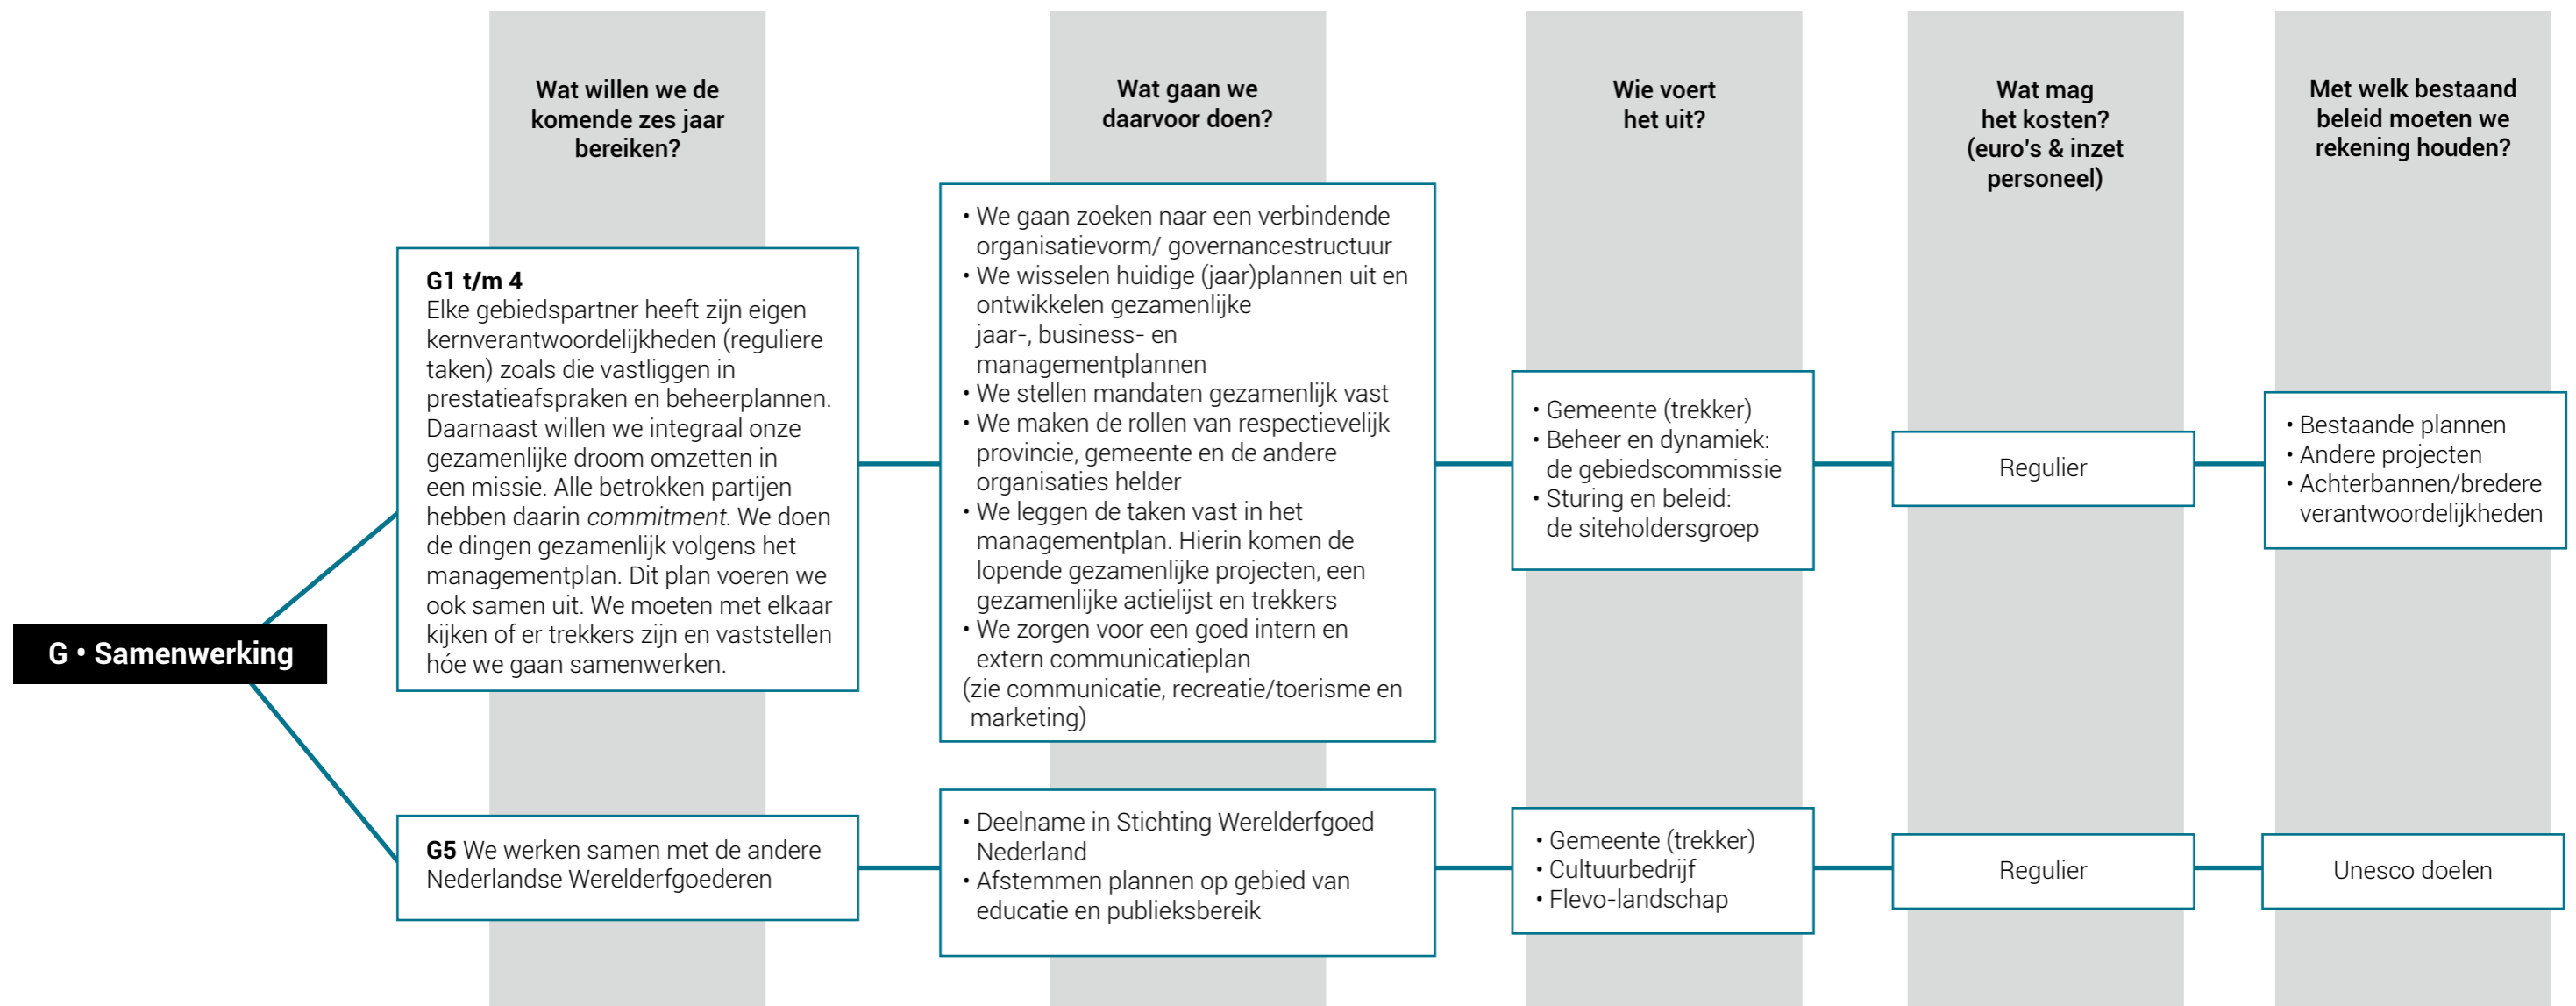 Wat willen we de
komende zes jaar
bereiken?
Wat gaan we
daarvoor doen?
Wie voert
het uit?
Wat mag
het kosten?
(euro's & inzet
personeel)
Met welk bestaand
beleid moeten we
rekening houden?
G • Samenwerking
G1 t/m 4
Elke gebiedspartner heeft zijn eigen
kernverantwoordelijkheden (reguliere
taken) zoals die vastliggen in
prestatieafspraken en beheerplannen.
Daarnaast willen we integraal onze
gezamenlijke droom omzetten in
een missie. Alle betrokken partijen
hebben daarin commitment. We doen
de dingen gezamenlijk volgens het
managementplan. Dit plan voeren we
ook samen uit. We moeten met elkaar
kijken of er trekkers zijn en vaststellen
hóe we gaan samenwerken.
• We gaan zoeken naar een verbindende
organisatievorm/ governancestructuur
• We wisselen huidige (jaar)plannen uit en
ontwikkelen gezamenlijke
jaar-, business- en
managementplannen
• We stellen mandaten gezamenlijk vast
• We maken de rollen van respectievelijk
provincie, gemeente en de andere
organisaties helder
• We leggen de taken vast in het
managementplan. Hierin komen de
lopende gezamenlijke projecten, een
gezamenlijke actielijst en trekkers
• We zorgen voor een goed intern en
extern communicatieplan
(zie communicatie, recreatie/toerisme en
marketing)
• Gemeente (trekker)
• Beheer en dynamiek:
de gebiedscommissie
• Sturing en beleid:
de siteholdersgroep
Regulier
• Bestaande plannen
• Andere projecten
• Achterbannen/bredere
verantwoordelijkheden
G5 We werken samen met de andere
Nederlandse Werelderfgoederen
• Deelname in Stichting Werelderfgoed
Nederland
• Afstemmen plannen op gebied van
educatie en publieksbereik
• Gemeente (trekker)
• Cultuurbedrijf
• Flevo-landschap
Regulier
Unesco doelen